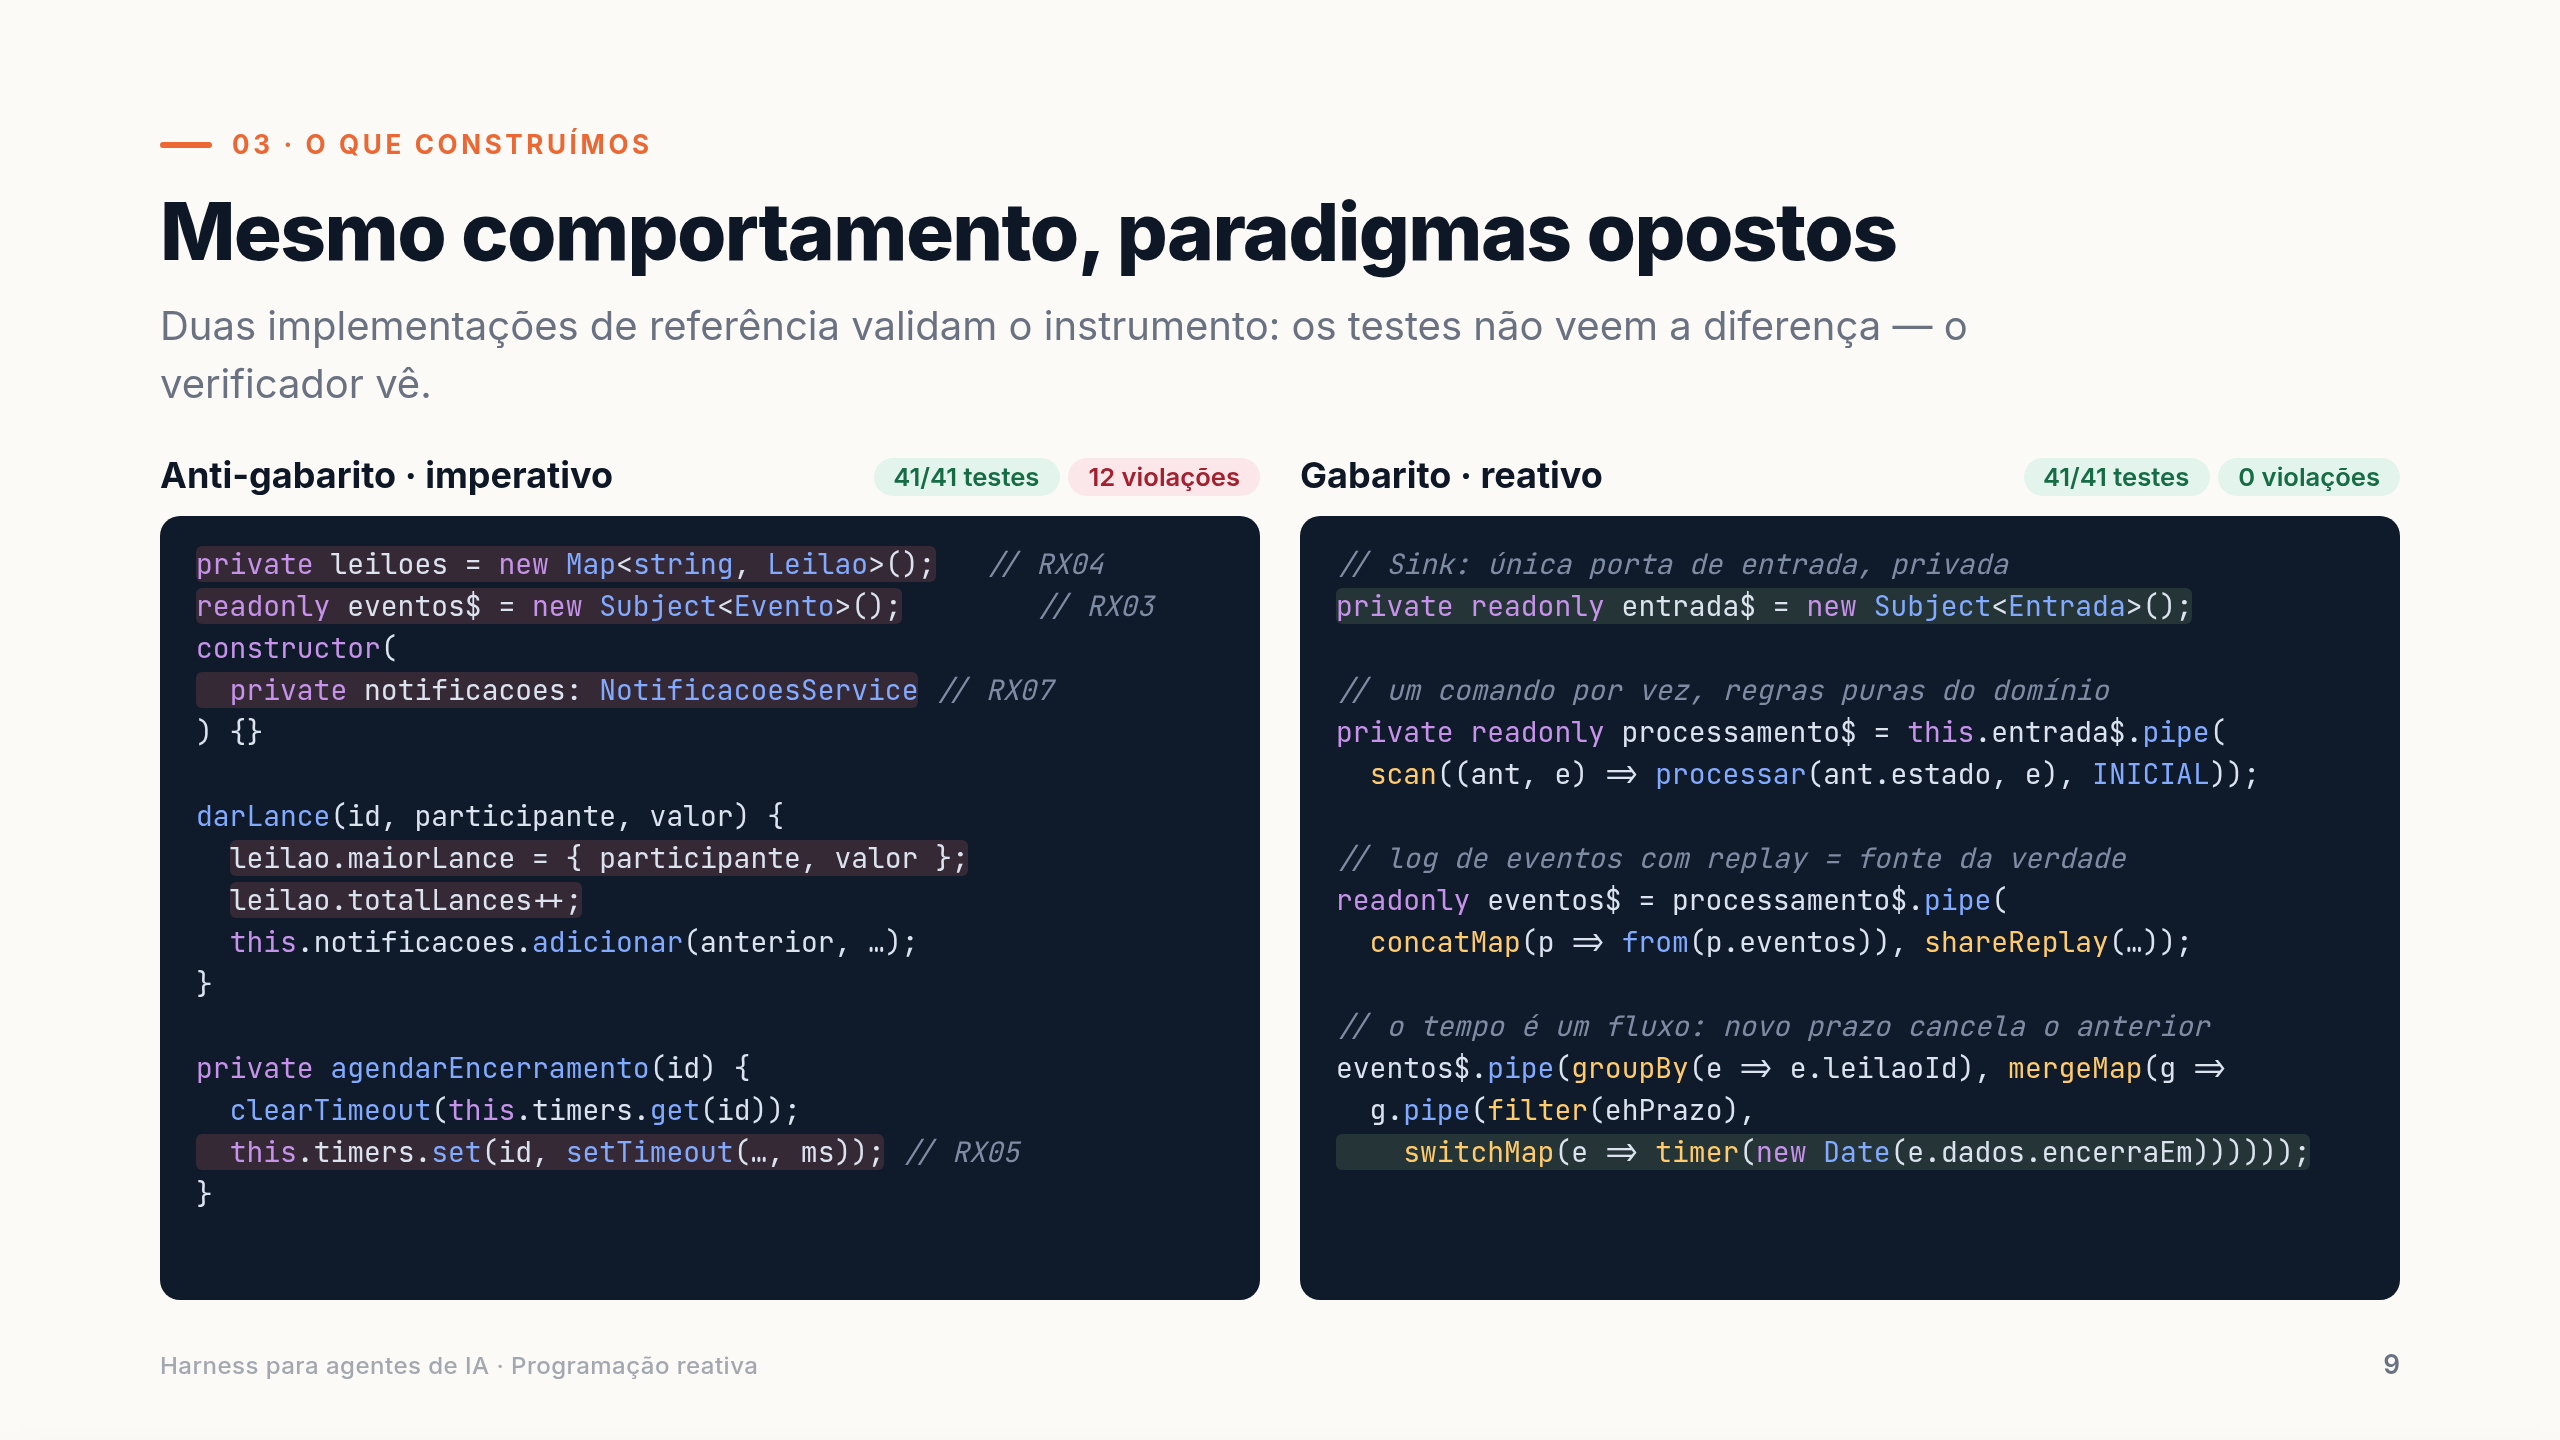 03 · O QUE CONSTRUÍMOS
Mesmo comportamento, paradigmas opostos
Duas implementações de referência validam o instrumento: os testes não veem a diferença — o
verificador vê.
Anti-gabarito · imperativo
41/41 testes
12 violações
private leiloes = new Map<string, Leilao>();   // RX04
readonly eventos$ = new Subject<Evento>();        // RX03
constructor(
  private notificacoes: NotificacoesService // RX07
) {}
darLance(id, participante, valor) {
  leilao.maiorLance = { participante, valor };
  leilao.totalLances++;
  this.notificacoes.adicionar(anterior, …);
}
private agendarEncerramento(id) {
  clearTimeout(this.timers.get(id));
  this.timers.set(id, setTimeout(…, ms)); // RX05
}
Gabarito · reativo
41/41 testes
0 violações
// Sink: única porta de entrada, privada
private readonly entrada$ = new Subject<Entrada>();
// um comando por vez, regras puras do domínio
private readonly processamento$ = this.entrada$.pipe(
  scan((ant, e) => processar(ant.estado, e), INICIAL));
// log de eventos com replay = fonte da verdade
readonly eventos$ = processamento$.pipe(
  concatMap(p => from(p.eventos)), shareReplay(…));
// o tempo é um fluxo: novo prazo cancela o anterior
eventos$.pipe(groupBy(e => e.leilaoId), mergeMap(g =>
  g.pipe(filter(ehPrazo),
    switchMap(e => timer(new Date(e.dados.encerraEm))))));
Harness para agentes de IA · Programação reativa
9